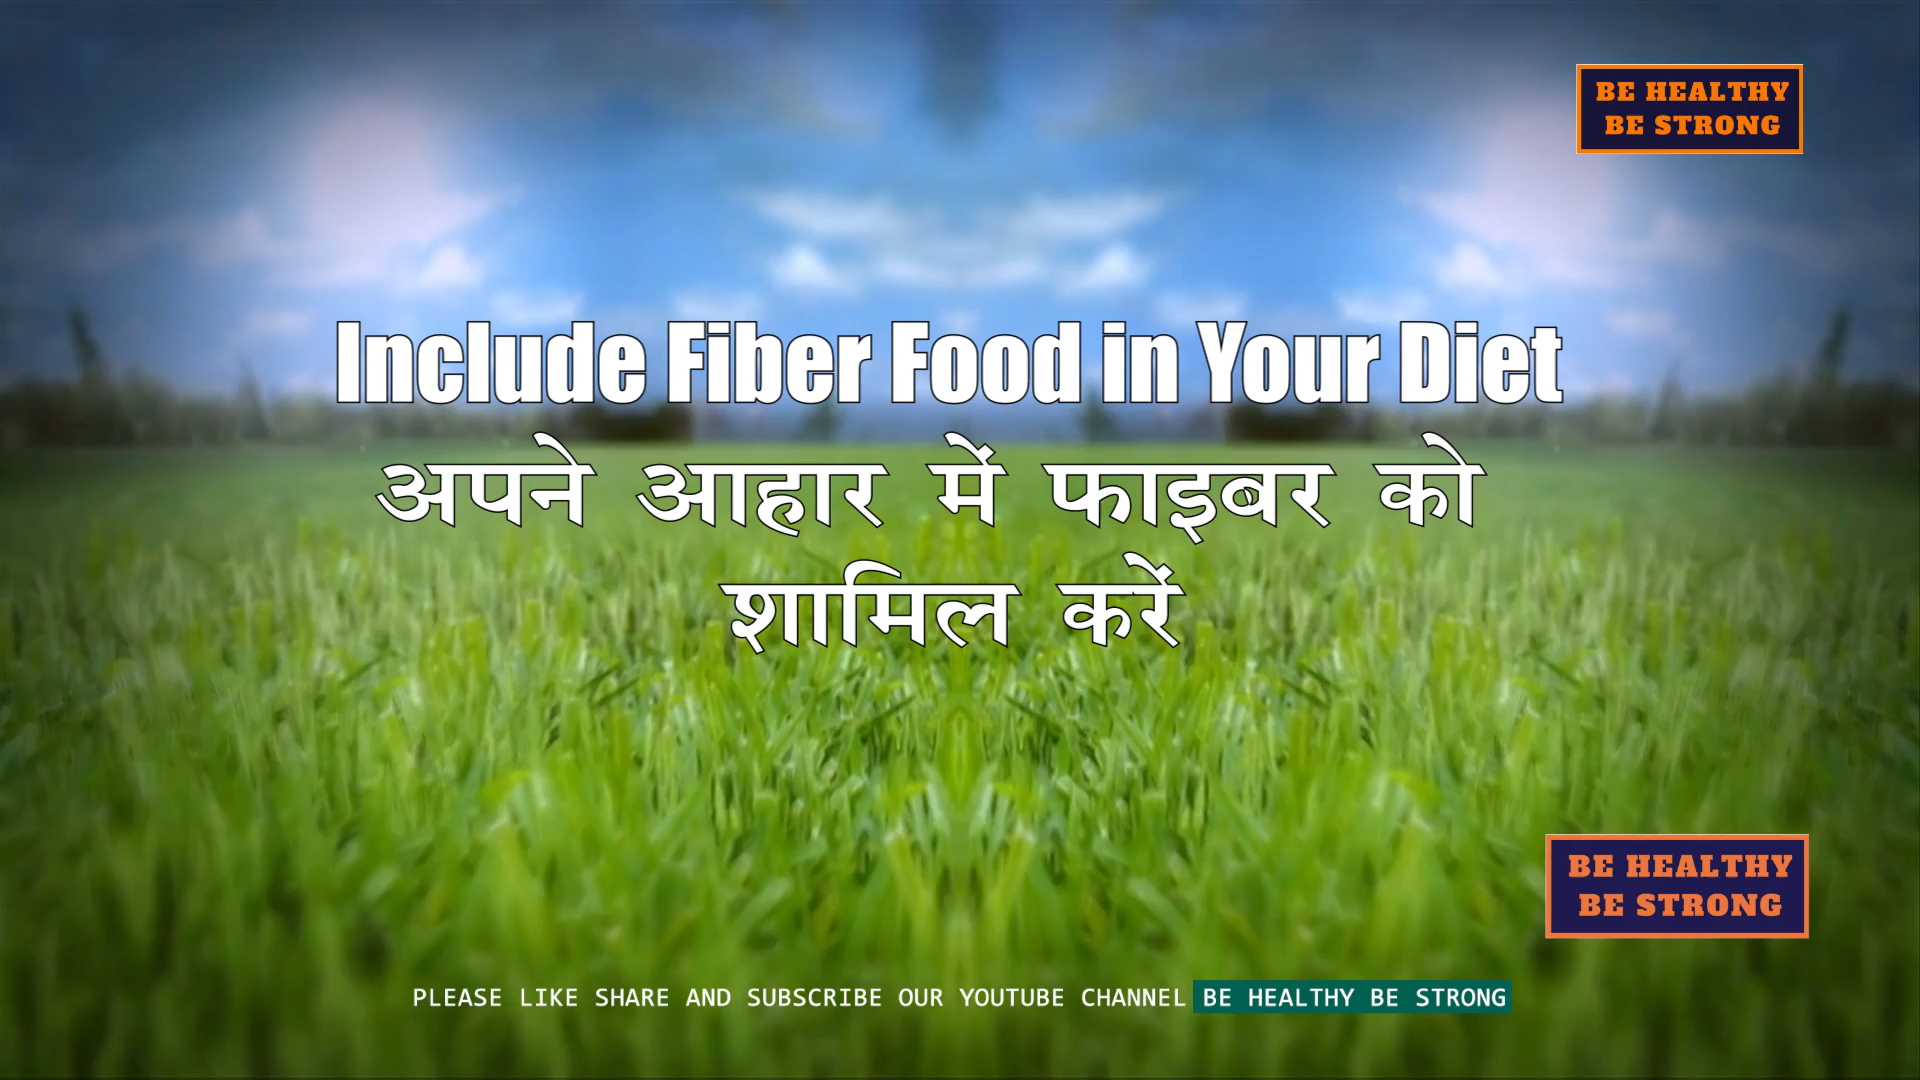 BE HEALTHY
BE STRONG
Include Fiber Food in Your Diet
अपने आहार में फाइबर को
शामिल करें
BE HEALTHY
BE STRONG
PLEASE LIKE SHARE AND SUBSCRIBE OUR YOUTUBE CHANNEL BE HEALTHY BE STRONG